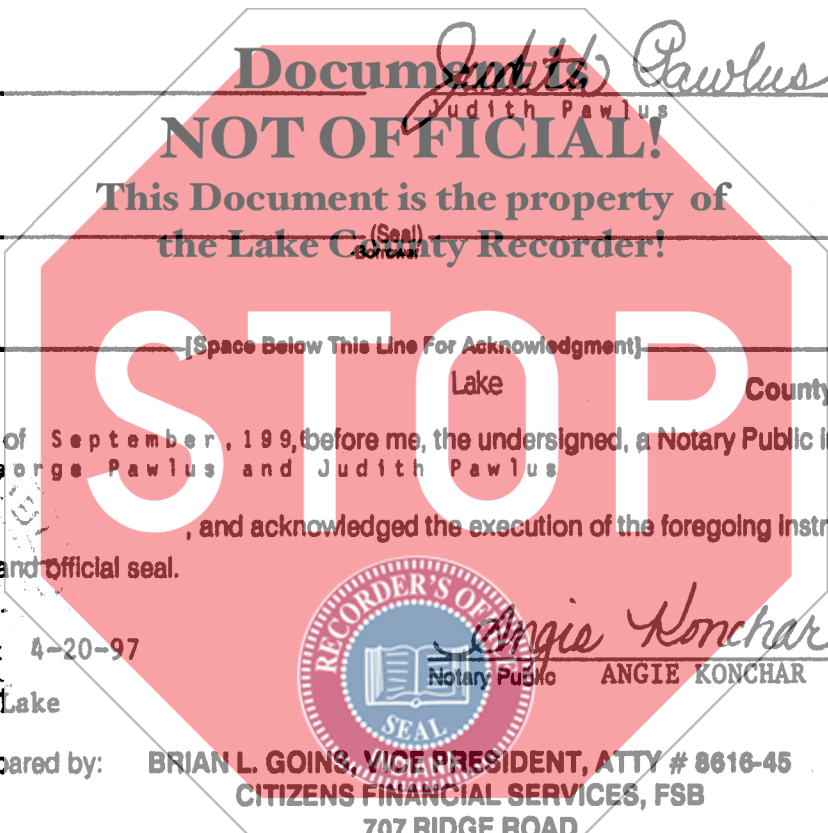 Judith Pawlus
Document is
Judith Pawlus
NOT OFFICIAL!
This Document is the property of
the Lake County Recorder!
(Seal)
-Borrower
STOP
[Space Below This Line For Acknowledgment]
Lake County
of September, 199, before me, the undersigned, a Notary Public i
orge Pawlus and Judith Pawlus
, and acknowledged the execution of the foregoing instr
and official seal.
RECORDER'S OF
SEAL
INDIANA
Angie Konchar
4-20-97
Notary Public ANGIE KONCHAR
Lake
pared by: BRIAN L. GOINS, VICE PRESIDENT, ATTY # 8616-45
CITIZENS FINANCIAL SERVICES, FSB
707 RIDGE ROAD